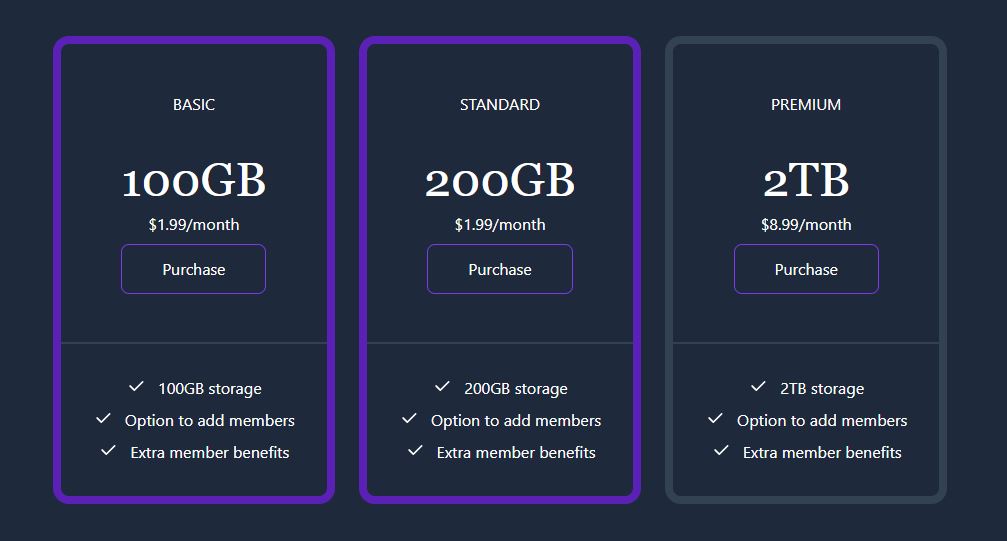 BASIC
100GB
$1.99/month
Purchase
100GB storage
Option to add members
Extra member benefits
STANDARD
200GB
$1.99/month
Purchase
200GB storage
Option to add members
Extra member benefits
PREMIUM
2TB
$8.99/month
Purchase
2TB storage
Option to add members
Extra member benefits